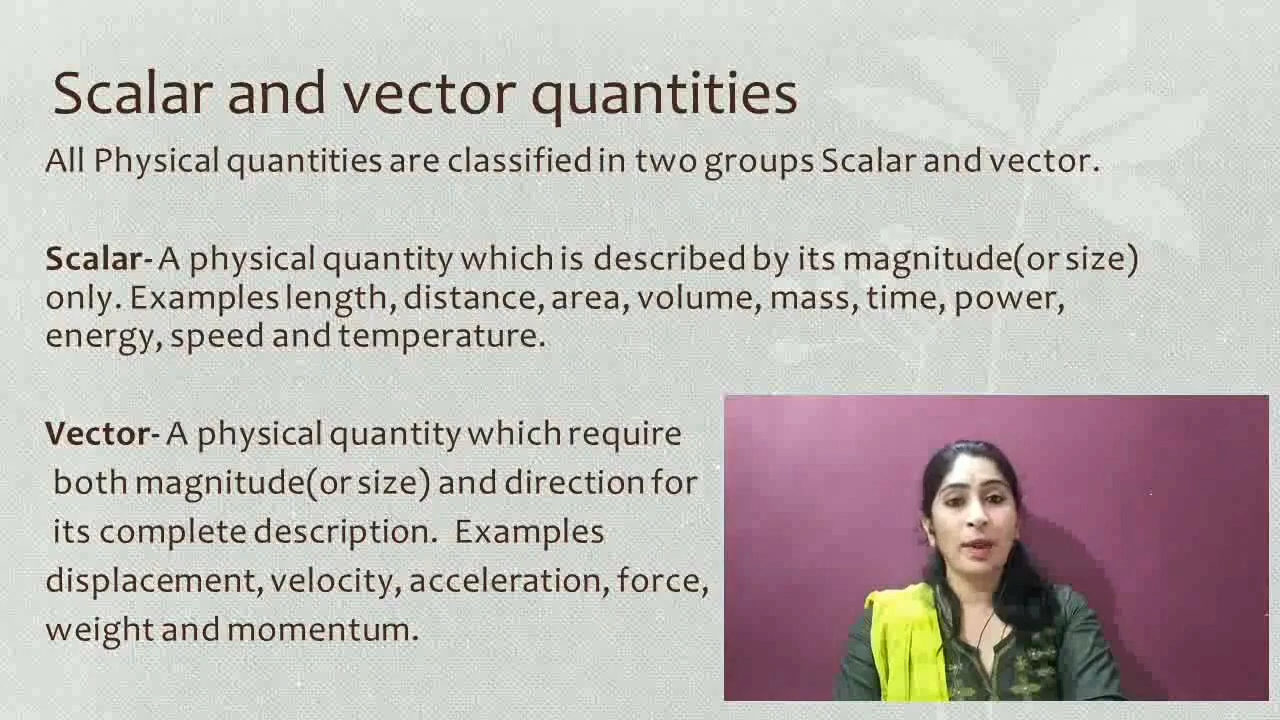 Scalar and vector quantities
All Physical quantities are classified in two groups Scalar and vector.
Scalar- A physical quantity which is described by its magnitude(or size)
only. Examples length, distance, area, volume, mass, time, power,
energy, speed and temperature.
Vector- A physical quantity which require
both magnitude(or size) and direction for
its complete description. Examples
displacement, velocity, acceleration, force,
weight and momentum.